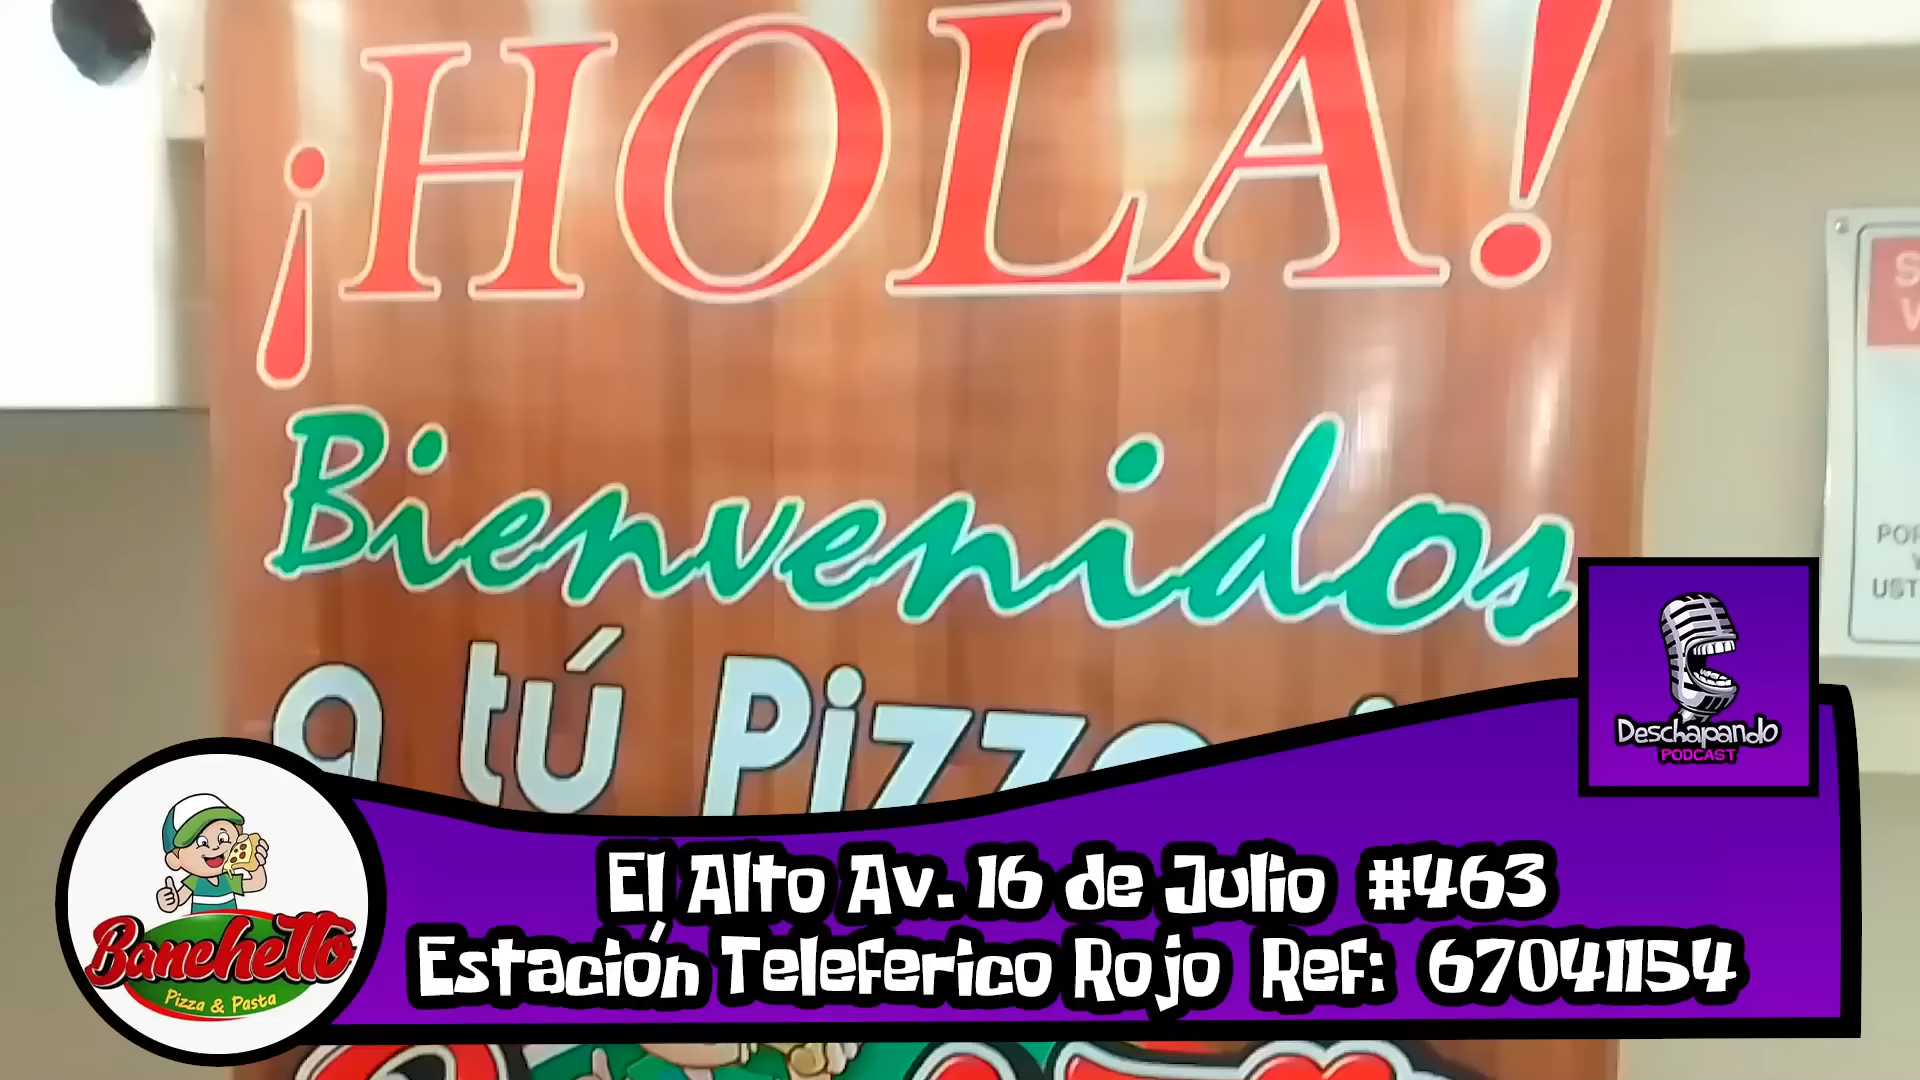 ¡HOLA!
Bienvenidos
a tú Pizze
POR
UST
Deschapando
PODCAST
El Alto Av. 16 de Julio #463
Estación Teleferico Rojo Ref: 67041154
Banchetto
Pizza & Pasta